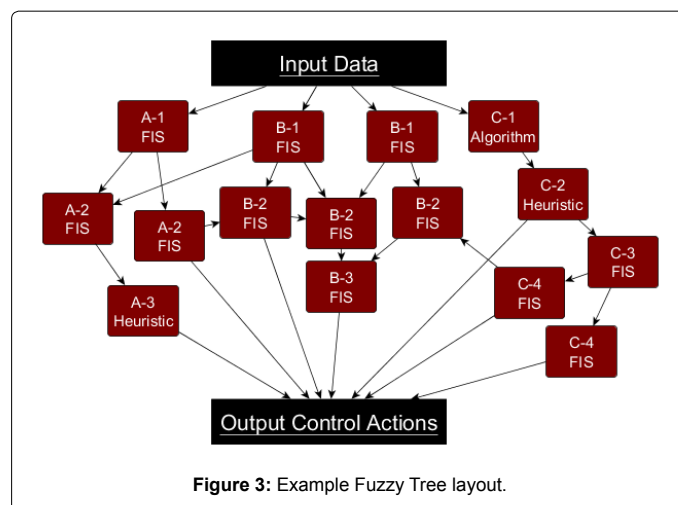 Input Data
A-1
FIS
B-1
FIS
B-1
FIS
C-1
Algorithm
A-2
FIS
A-2
FIS
B-2
FIS
B-2
FIS
B-2
FIS
C-2
Heuristic
A-3
Heuristic
B-3
FIS
C-4
FIS
C-3
FIS
C-4
FIS
Output Control Actions
Figure 3: Example Fuzzy Tree layout.